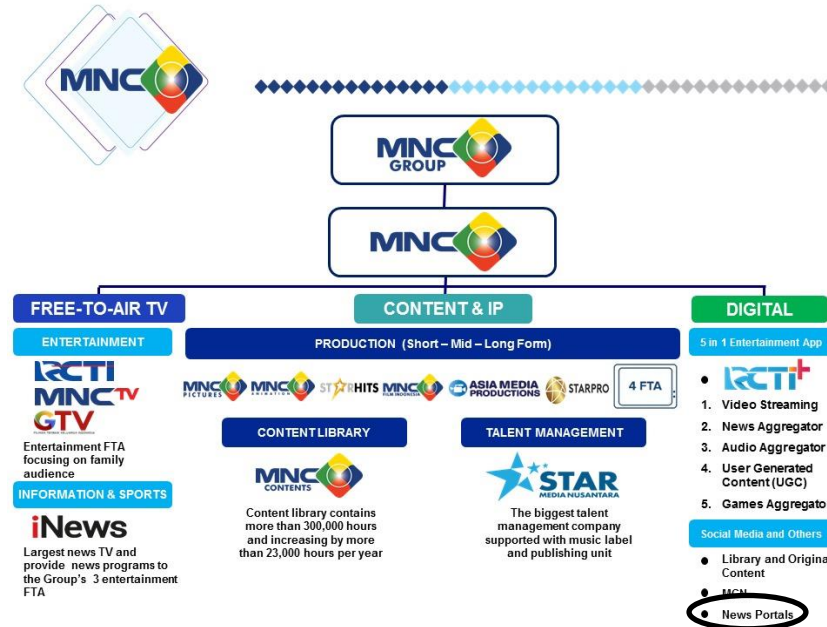 MNC
MNC
GROUP
MNC
FREE-TO-AIR TV
ENTERTAINMENT
RCTI
MNC TV
GTV
Entertainment FTA
focusing on family
audience
INFORMATION & SPORTS
iNews
Largest news TV and
provide news programs to
the Group's 3 entertainment
FTA
CONTENT & IP
PRODUCTION (Short – Mid – Long Form)
MNC PICTURES
MNC ANIMATION
STARHITS
MNC FILM INDONESIA
ASIA MEDIA
PRODUCTIONS
STARPRO
4 FTA
CONTENT LIBRARY
MNC
CONTENTS
Content library contains
more than 300,000 hours
and increasing by more
than 23,000 hours per year
TALENT MANAGEMENT
STAR
MEDIA NUSANTARA
The biggest talent
management company
supported with music label
and publishing unit
DIGITAL
5 in 1 Entertainment App
• RCTI+
1. Video Streaming
2. News Aggregator
3. Audio Aggregator
4. User Generated
Content (UGC)
5. Games Aggregato
Social Media and Others
• Library and Origina
Content
• MCN
• News Portals